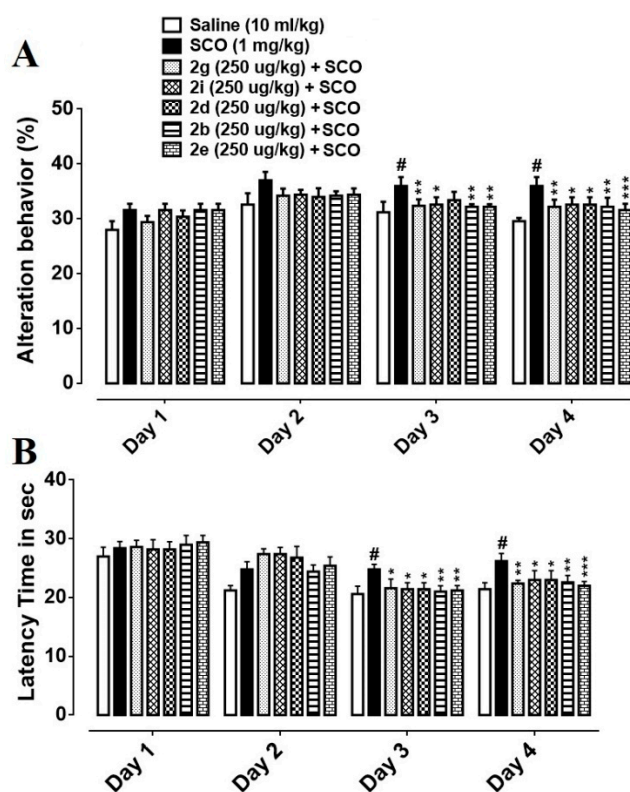 Saline (10 ml/kg)
SCO (1 mg/kg)
2g (250 ug/kg) + SCO
2i (250 ug/kg) + SCO
2d (250 ug/kg) + SCO
2b (250 ug/kg) +SCO
2e (250 ug/kg) +SCO
A
Alteration behavior (%)
50
40
30
20
10
0
# ** * ** **
# ** * * ** ***
Day 1
Day 2
Day 3
Day 4
B
Latency Time in sec
40
30
20
10
0
# * * * ** **
# ** * * ** ***
Day 1
Day 2
Day 3
Day 4